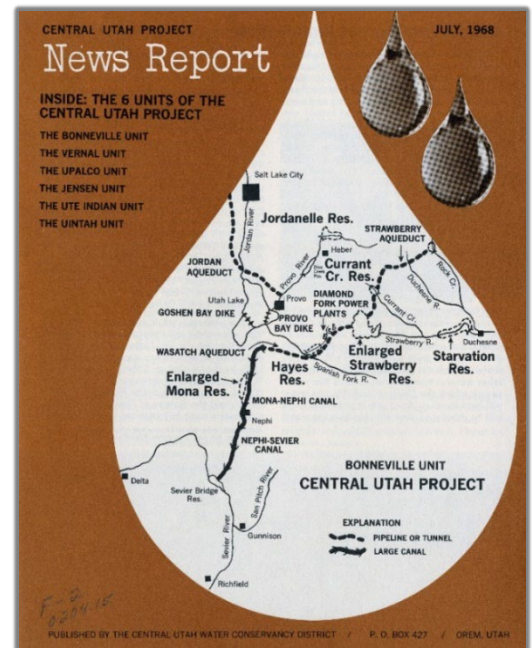 CENTRAL UTAH PROJECT
JULY, 1968
News Report
INSIDE: THE 6 UNITS OF THE
CENTRAL UTAH PROJECT
THE BONNEVILLE UNIT
THE VERNAL UNIT
THE UPALCO UNIT
THE JENSEN UNIT
THE UTE INDIAN UNIT
THE UINTAH UNIT
Salt Lake City
Jordan River
Jordanelle Res.
STRAWBERRY
AQUEDUCT
Heber
Provo River
Rock Cr.
JORDAN
AQUEDUCT
Currant
Cr. Res.
Duchesne R.
Utah Lake
Provo
DIAMOND
FORK POWER
PLANTS
Currant Cr.
GOSHEN BAY DIKE
PROVO
BAY DIKE
Strawberry R.
Duchesne
WASATCH AQUEDUCT
Hayes
Res.
Spanish Fork R.
Enlarged
Strawberry
Res.
Starvation
Res.
Enlarged
Mona Res.
MONA-NEPHI CANAL
Nephi
NEPHI-SEVIER
CANAL
BONNEVILLE UNIT
CENTRAL UTAH PROJECT
Delta
Sevier Bridge
Res.
San Pitch River
Sevier River
Gunnison
EXPLANATION
PIPELINE OR TUNNEL
LARGE CANAL
Richfield
F-2
PUBLISHED BY THE CENTRAL UTAH WATER CONSERVANCY DISTRICT / P. O. BOX 427 / OREM, UTAH